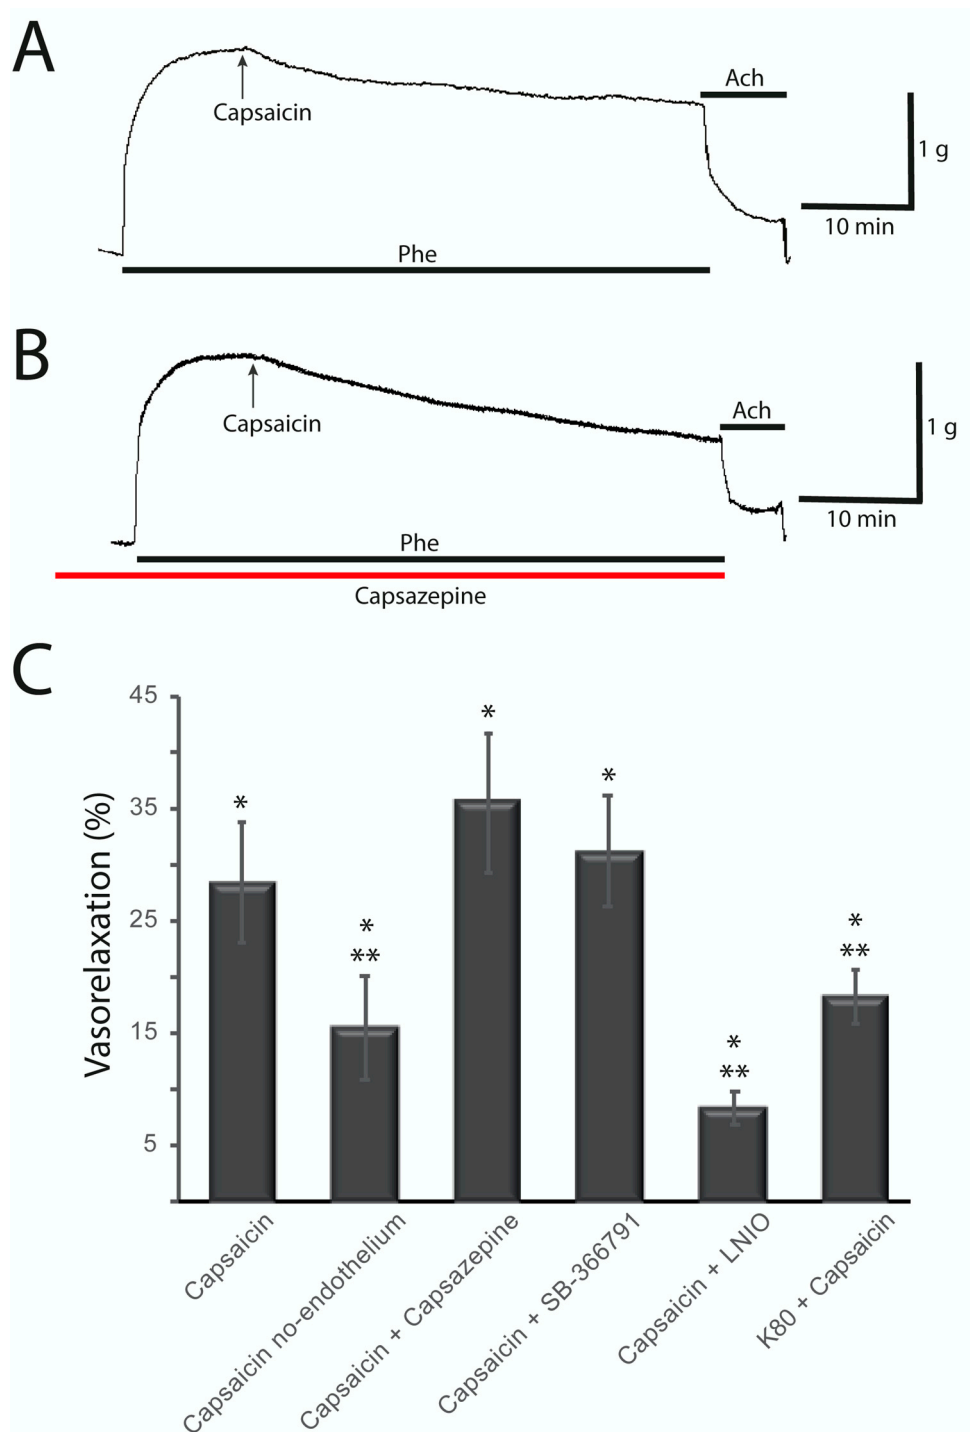 A
Ach
Capsaicin
1 g
10 min
Phe
B
Ach
Capsaicin
1 g
10 min
Phe
Capsazepine
C
45
35
25
15
5
Vasorelaxation (%)
*
*
**
*
*
*
**
*
**
Capsaicin
Capsaicin no-endothelium
Capsaicin + Capsazepine
Capsaicin + SB-366791
Capsaicin + LNIO
K80 + Capsaicin